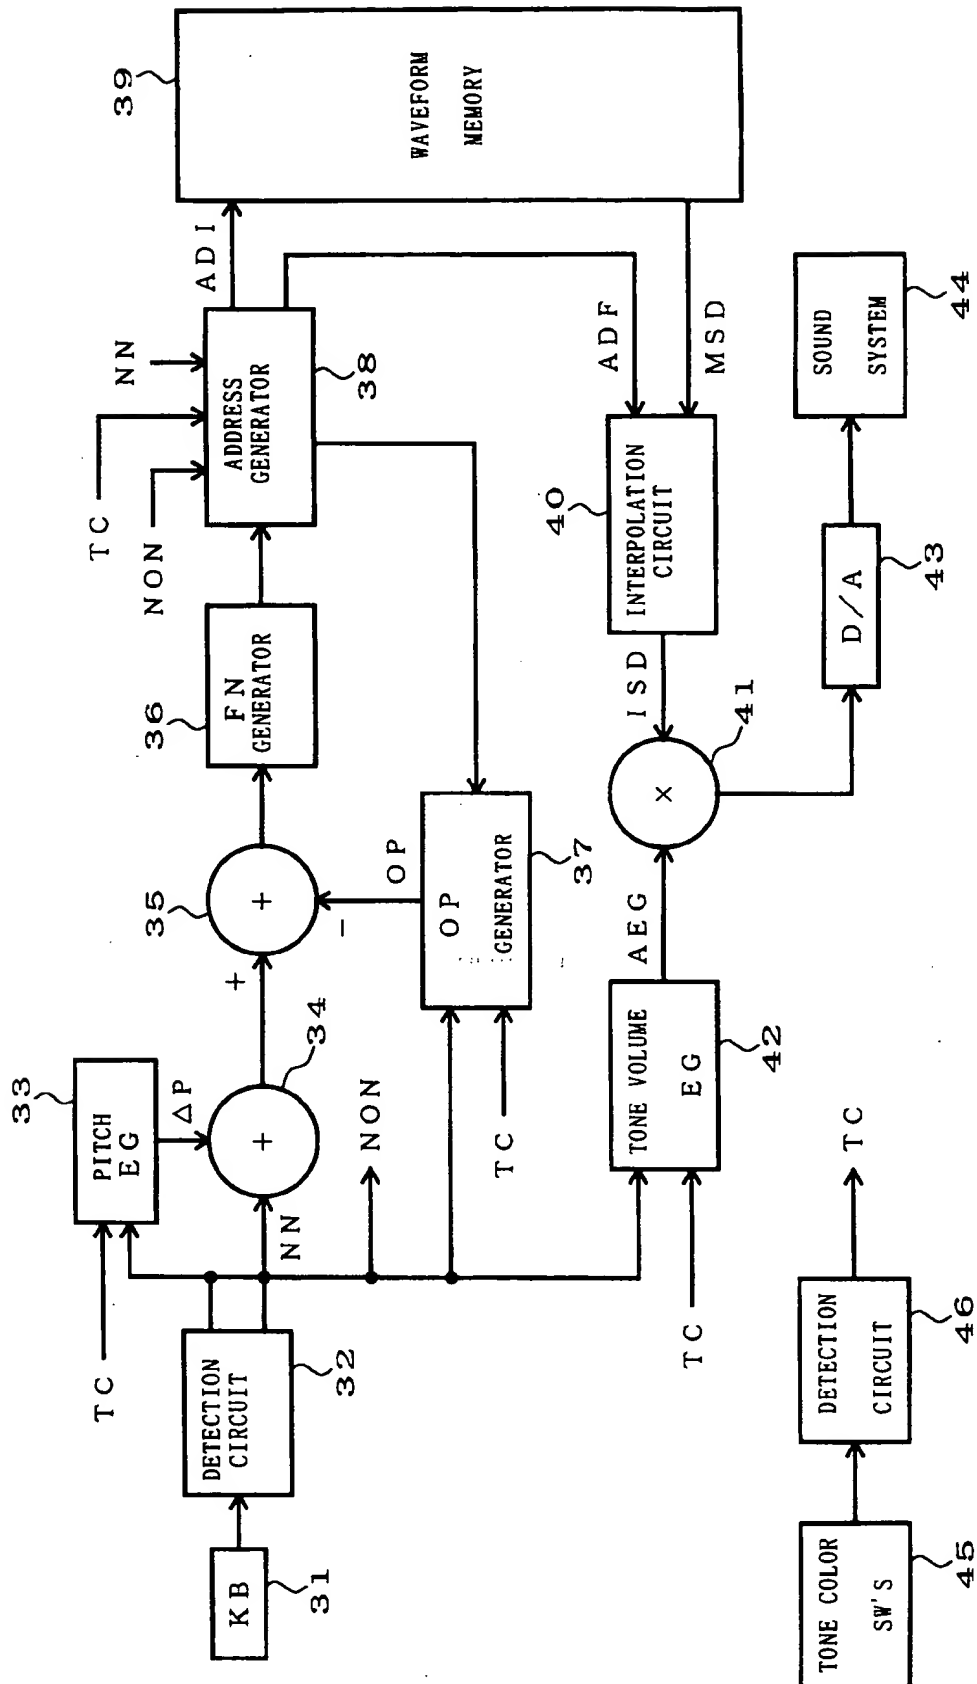 KB
31
DETECTION
CIRCUIT
32
TC
PITCH
EG
33
ΔP
NN
+
34
NON
+
+
35
-
OP
OP
GENERATOR
37
TC
FN
GENERATOR
36
TC
NON
NN
ADDRESS
GENERATOR
38
ADI
WAVEFORM
MEMORY
39
ADF
MSD
INTERPOLATION
CIRCUIT
40
ISD
×
41
AEG
TONE VOLUME
EG
42
TC
D/A
43
SOUND
SYSTEM
44
TONE COLOR
SW'S
45
DETECTION
CIRCUIT
46
TC